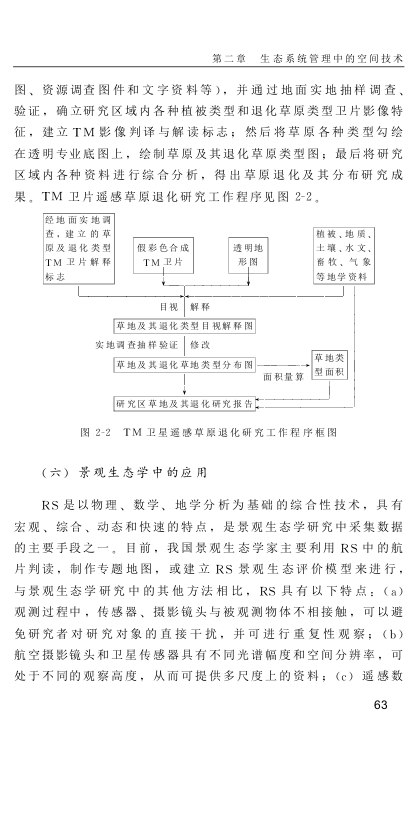 第二章 生态系统管理中的空间技术
图、资源调查图件和文字资料等），并通过地面实地抽样调查、
验证，确立研究区域内各种植被类型和退化草原类型卫片影像特
征，建立 TM 影像判译与解读标志；然后将草原各种类型勾绘
在透明专业底图上，绘制草原及其退化草原类型图；最后将研究
区域内各种资料进行综合分析，得出草原退化及其分布研究成
果。TM 卫片遥感草原退化研究工作程序见图 2-2。
经地面实地调
查，建立的草
原及退化类型
TM 卫片解释
标志
假彩色合成
TM 卫片
透明地
形图
植被、地质、
土壤、水文、
畜牧、气象
等地学资料
目视 解释
草地及其退化类型目视解释图
实地调查抽样验证 修改
草地及其退化草地类型分布图
面积量算
草地类
型面积
研究区草地及其退化研究报告
图 2-2 TM 卫星遥感草原退化研究工作程序框图
（六）景观生态学中的应用
RS 是以物理、数学、地学分析为基础的综合性技术，具有
宏观、综合、动态和快速的特点，是景观生态学研究中采集数据
的主要手段之一。目前，我国景观生态学家主要利用 RS 中的航
片判读，制作专题地图，或建立 RS 景观生态评价模型来进行，
与景观生态学研究中的其他方法相比，RS 具有以下特点：（a）
观测过程中，传感器、摄影镜头与被观测物体不相接触，可以避
免研究者对研究对象的直接干扰，并可进行重复性观察；（b）
航空摄影镜头和卫星传感器具有不同光谱幅度和空间分辨率，可
处于不同的观察高度，从而可提供多尺度上的资料；（c）遥感数
63